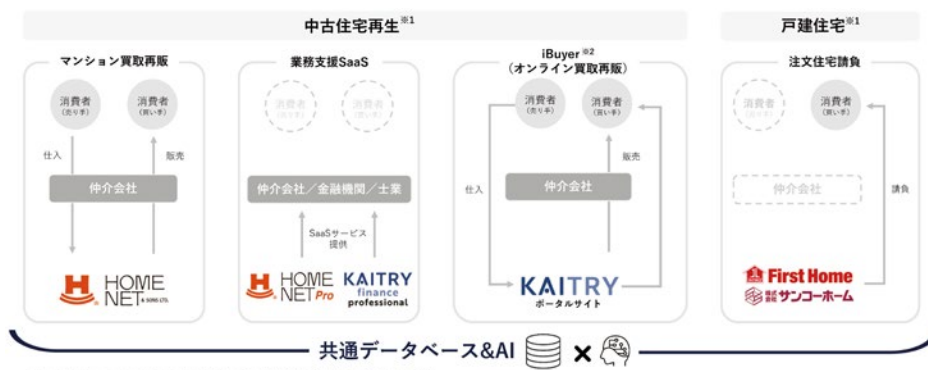 中古住宅再生※1
戸建住宅※1
マンション買取再販
消費者
(売り手)
消費者
(買い手)
仕入
販売
仲介会社
HOME
NET & SONS LTD.
業務支援SaaS
消費者
(売り手)
消費者
(買い手)
仲介会社/金融機関/士業
SaaSサービス
提供
HOME
NET Pro
KAITRY
finance
professional
iBuyer※2
(オンライン買取再販)
消費者
(売り手)
消費者
(買い手)
仕入
販売
仲介会社
KAITRY
ポータルサイト
注文住宅請負
消費者
(売り手)
消費者
(買い手)
仲介会社
請負
First Home
株式会社 サンコーホーム
共通データベース&AI